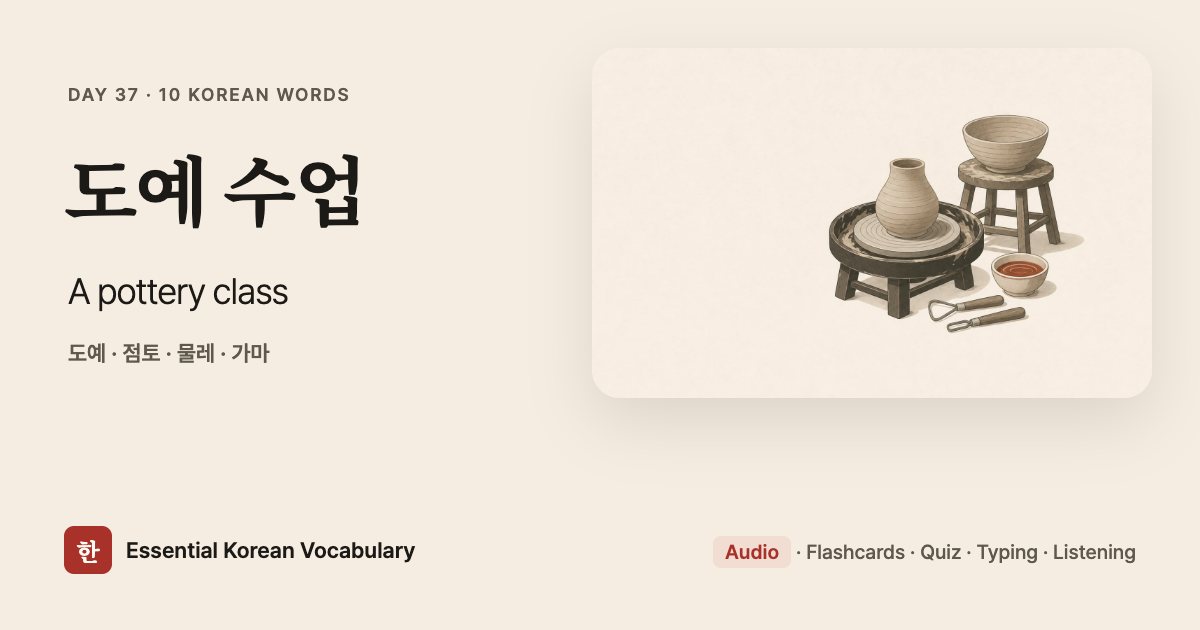 DAY 37 · 10 KOREAN WORDS
도예 수업
A pottery class
도예 · 점토 · 물레 · 가마
한 Essential Korean Vocabulary
Audio · Flashcards · Quiz · Typing · Listening